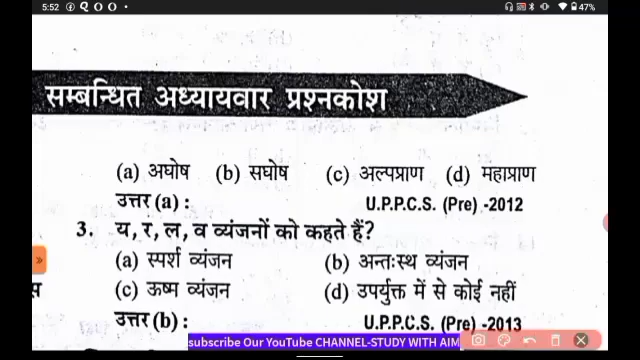 5:52
47%
सम्बन्धित अध्यायवार प्रश्नकोश
(a) अघोष (b) सघोष (c) अल्पप्राण (d) महाप्राण
उत्तर (a) : U.P.P.C.S. (Pre) -2012
3. य, र, ल, व व्यंजनों को कहते हैं?
(a) स्पर्श व्यंजन (b) अन्तःस्थ व्यंजन
स (c) ऊष्म व्यंजन (d) उपर्युक्त में से कोई नहीं
उत्तर (b) : U.P.P.C.S. (Pre) -2013
subscribe Our YouTube CHANNEL-STUDY WITH AIM